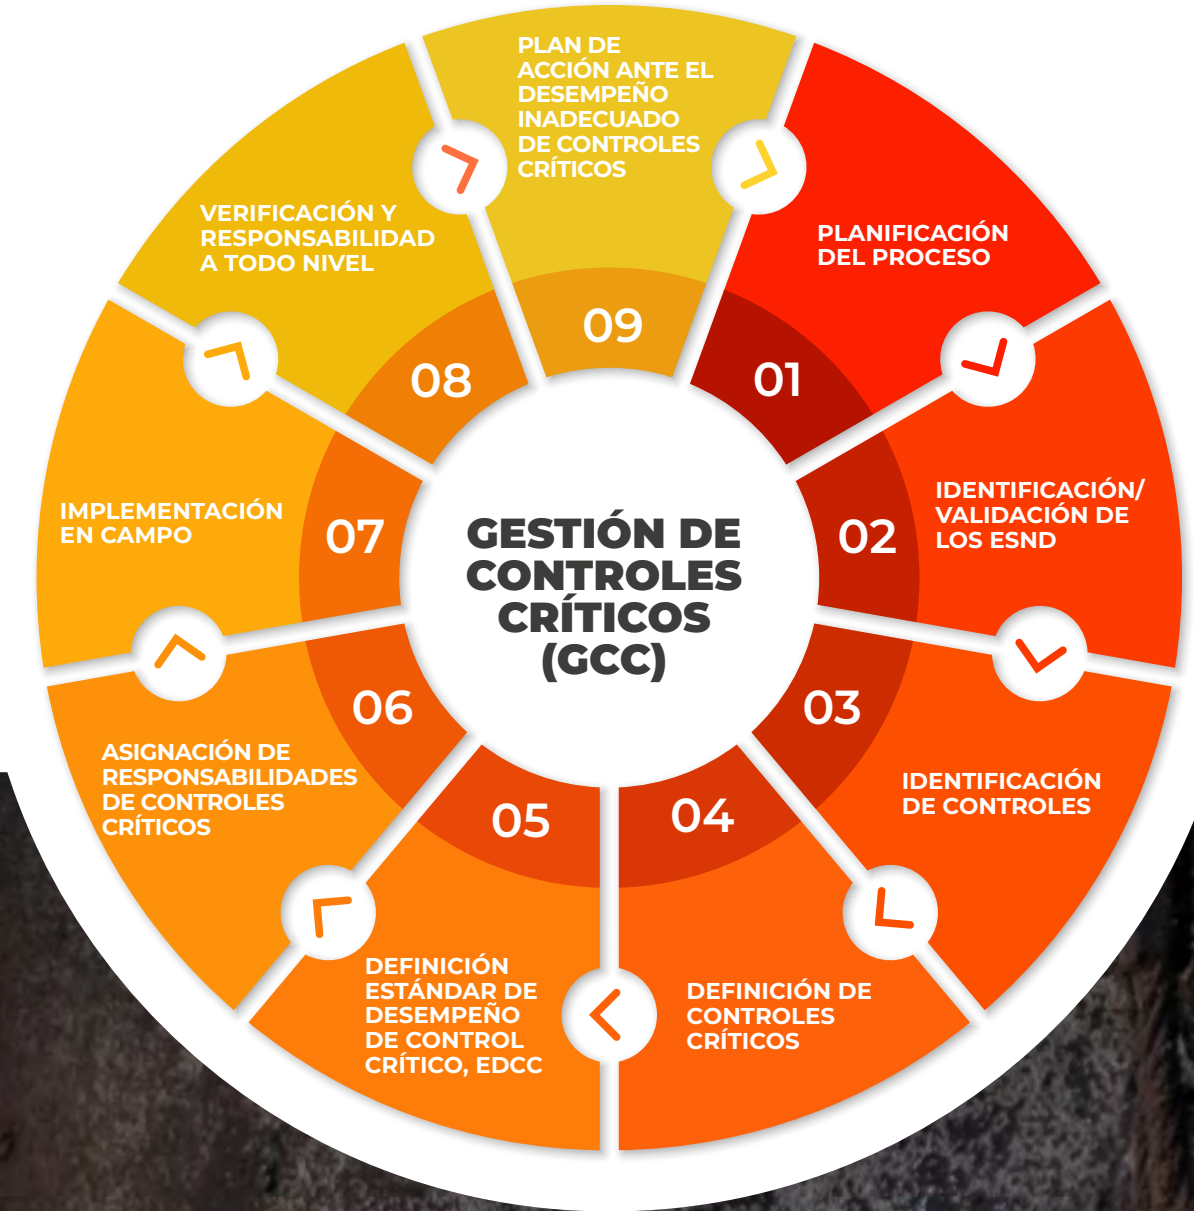 GESTIÓN DE
CONTROLES
CRÍTICOS
(GCC)
01
PLANIFICACIÓN
DEL PROCESO
02
IDENTIFICACIÓN/
VALIDACIÓN DE
LOS ESND
03
IDENTIFICACIÓN
DE CONTROLES
04
DEFINICIÓN DE
CONTROLES
CRÍTICOS
05
DEFINICIÓN
ESTÁNDAR DE
DESEMPEÑO
DE CONTROL
CRÍTICO, EDCC
06
ASIGNACIÓN DE
RESPONSABILIDADES
DE CONTROLES
CRÍTICOS
07
IMPLEMENTACIÓN
EN CAMPO
08
VERIFICACIÓN Y
RESPONSABILIDAD
A TODO NIVEL
09
PLAN DE
ACCIÓN ANTE EL
DESEMPEÑO
INADECUADO
DE CONTROLES
CRÍTICOS